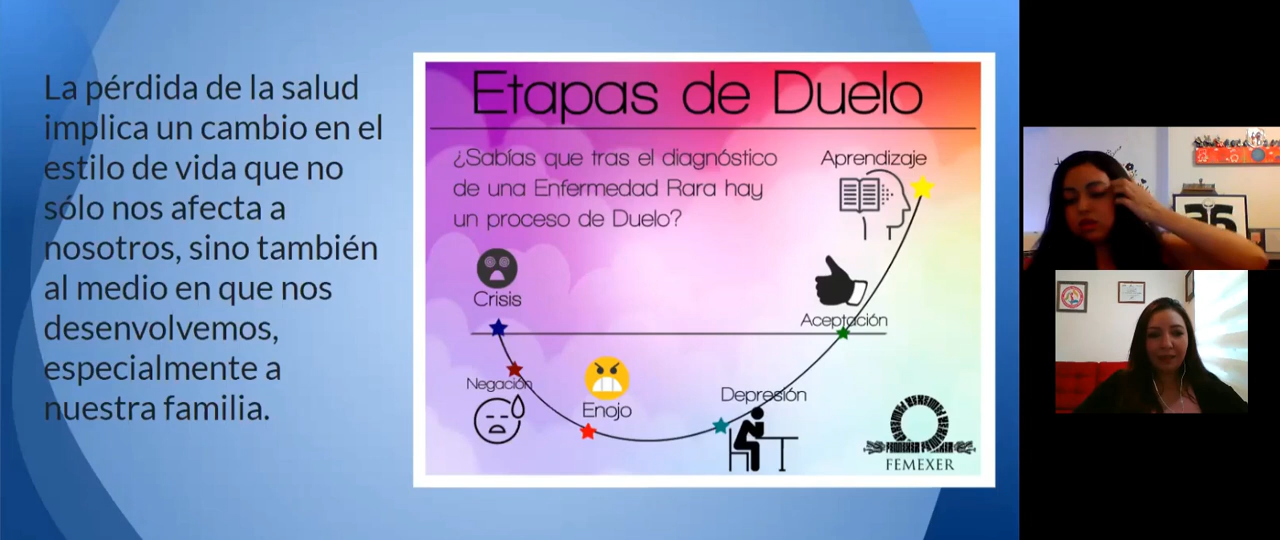 La pérdida de la salud
implica un cambio en el
estilo de vida que no
sólo nos afecta a
nosotros, sino también
al medio en que nos
desenvolvemos,
especialmente a
nuestra familia.
Etapas de Duelo
¿Sabías que tras el diagnóstico
de una Enfermedad Rara hay
un proceso de Duelo?
Aprendizaje
Crisis
Aceptación
Negación
Enojo
Depresión
FEMEXER